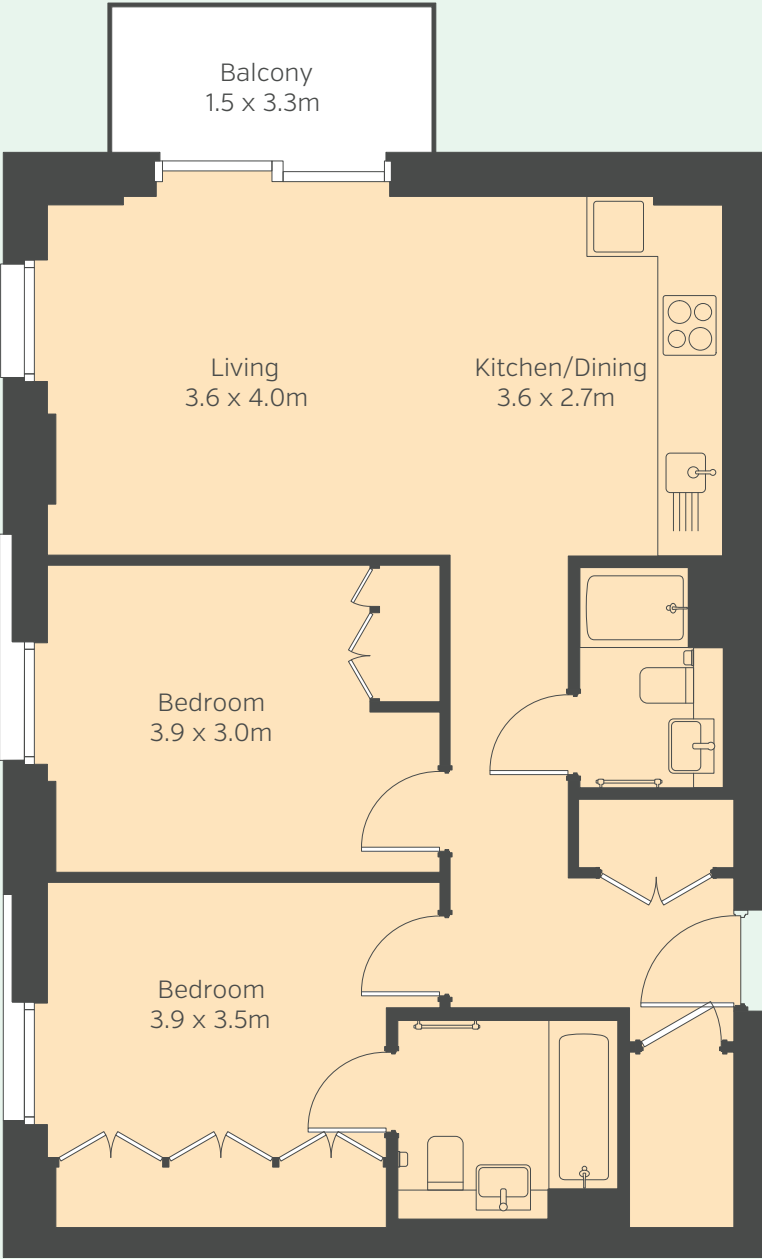 Balcony
1.5 x 3.3m
Living
3.6 x 4.0m
Kitchen/Dining
3.6 x 2.7m
Bedroom
3.9 x 3.0m
Bedroom
3.9 x 3.5m